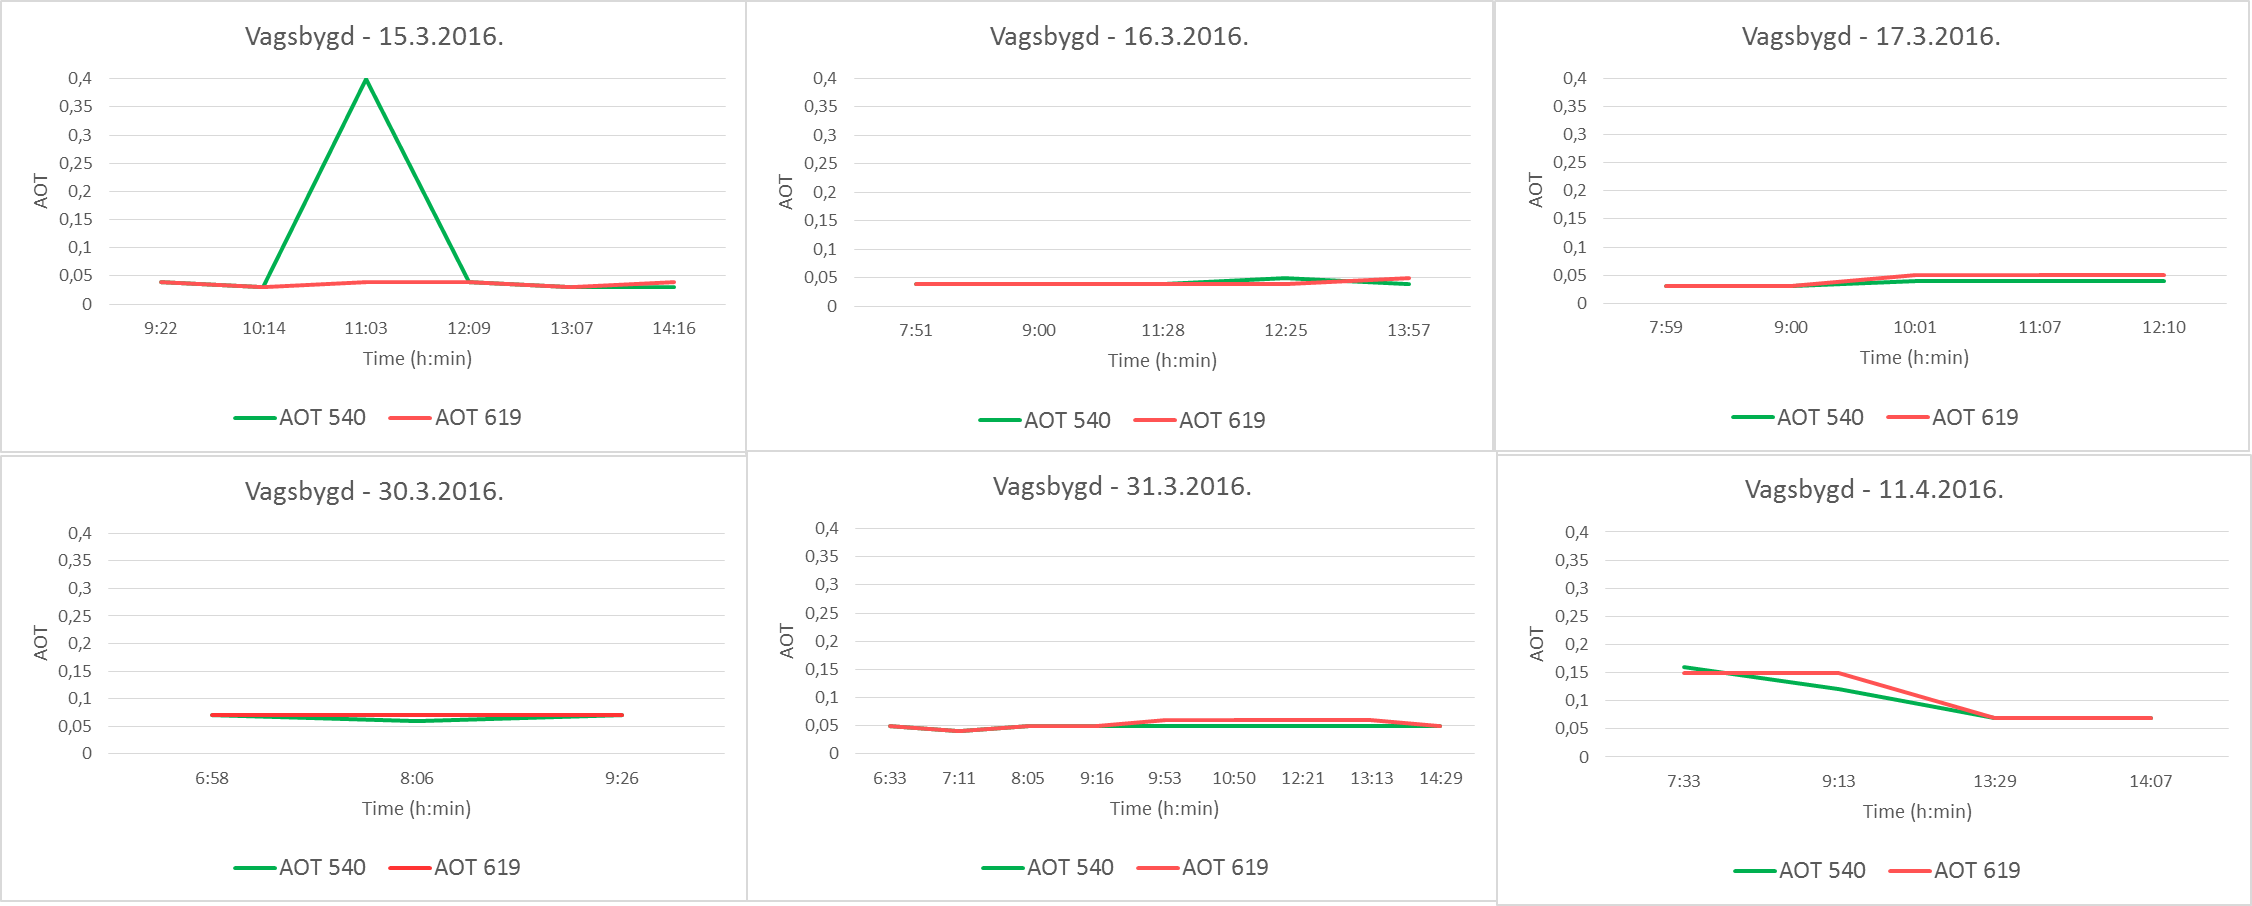 Vagsbygd - 15.3.2016.
0,4
0,35
0,3
0,25
0,2
0,15
0,1
0,05
0
AOT
9:22 10:14 11:03 12:09 13:07 14:16
Time (h:min)
AOT 540 AOT 619
Vagsbygd - 16.3.2016.
0,4
0,35
0,3
0,25
0,2
0,15
0,1
0,05
0
AOT
7:51 9:00 11:28 12:25 13:57
Time (h:min)
AOT 540 AOT 619
Vagsbygd - 17.3.2016.
0,4
0,35
0,3
0,25
0,2
0,15
0,1
0,05
0
AOT
7:59 9:00 10:01 11:07 12:10
Time (h:min)
AOT 540 AOT 619
Vagsbygd - 30.3.2016.
0,4
0,35
0,3
0,25
0,2
0,15
0,1
0,05
0
AOT
6:58 8:06 9:26
Time (h:min)
AOT 540 AOT 619
Vagsbygd - 31.3.2016.
0,4
0,35
0,3
0,25
0,2
0,15
0,1
0,05
0
AOT
6:33 7:11 8:05 9:16 9:53 10:50 12:21 13:13 14:29
Time (h:min)
AOT 540 AOT 619
Vagsbygd - 11.4.2016.
0,4
0,35
0,3
0,25
0,2
0,15
0,1
0,05
0
AOT
7:33 9:13 13:29 14:07
Time (h:min)
AOT 540 AOT 619